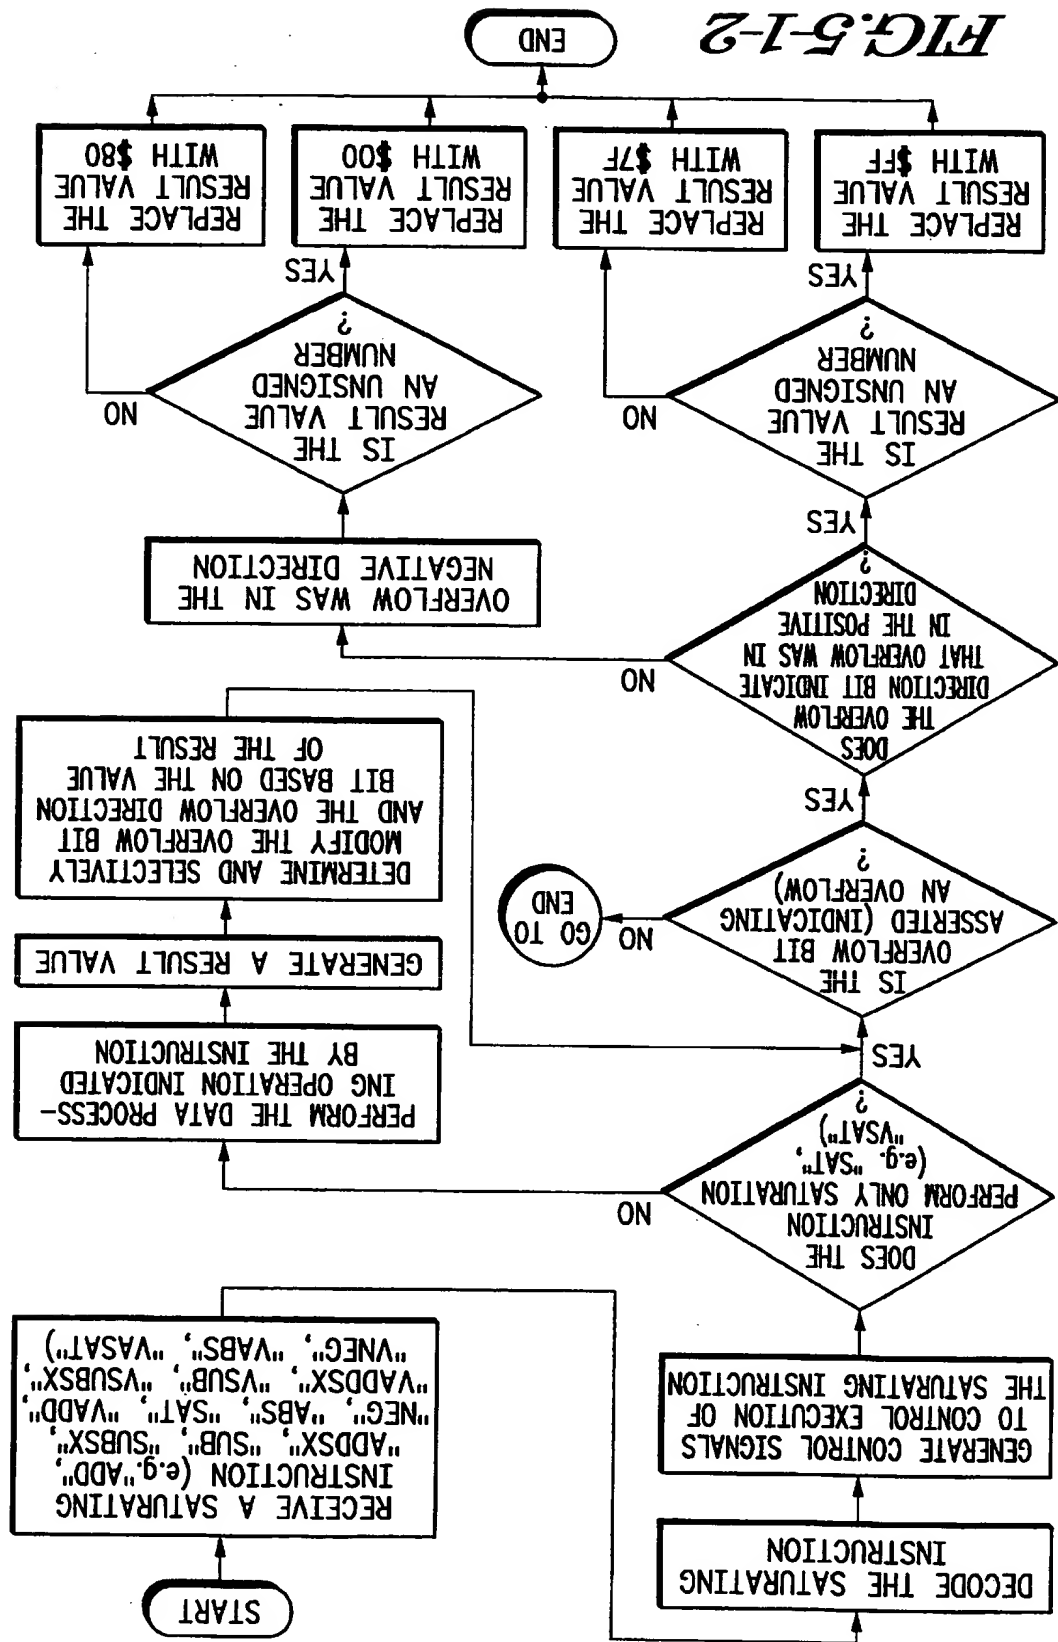 START
RECEIVE A SATURATING
INSTRUCTION (e.g."ADD",
"ADDSX", "SUB", "SUBSX",
"NEG", "ABS", "SAT", "VADD",
"VADDSX", "VSUB", "VSUBSX",
"VNEG", "VABS", "VASAT")
DECODE THE SATURATING
INSTRUCTION
GENERATE CONTROL SIGNALS
TO CONTROL EXECUTION OF
THE SATURATING INSTRUCTION
DOES THE
INSTRUCTION
PERFORM ONLY SATURATION
(e.g. "SAT",
"VSAT")
?
NO
YES
PERFORM THE DATA PROCESS-
ING OPERATION INDICATED
BY THE INSTRUCTION
GENERATE A RESULT VALUE
DETERMINE AND SELECTIVELY
MODIFY THE OVERFLOW BIT
AND THE OVERFLOW DIRECTION
BIT BASED ON THE VALUE
OF THE RESULT
IS THE
OVERFLOW BIT
ASSERTED (INDICATING
AN OVERFLOW)
?
NO
GO TO
END
YES
DOES
THE OVERFLOW
DIRECTION BIT INDICATE
THAT OVERFLOW WAS IN
IN THE POSITIVE
DIRECTION
?
NO
YES
OVERFLOW WAS IN THE
NEGATIVE DIRECTION
IS THE
RESULT VALUE
AN UNSIGNED
NUMBER
?
NO
YES
IS THE
RESULT VALUE
AN UNSIGNED
NUMBER
?
NO
YES
REPLACE THE
RESULT VALUE
WITH $FF
REPLACE THE
RESULT VALUE
WITH $7F
REPLACE THE
RESULT VALUE
WITH $00
REPLACE THE
RESULT VALUE
WITH $80
END
FIG.5-1-2